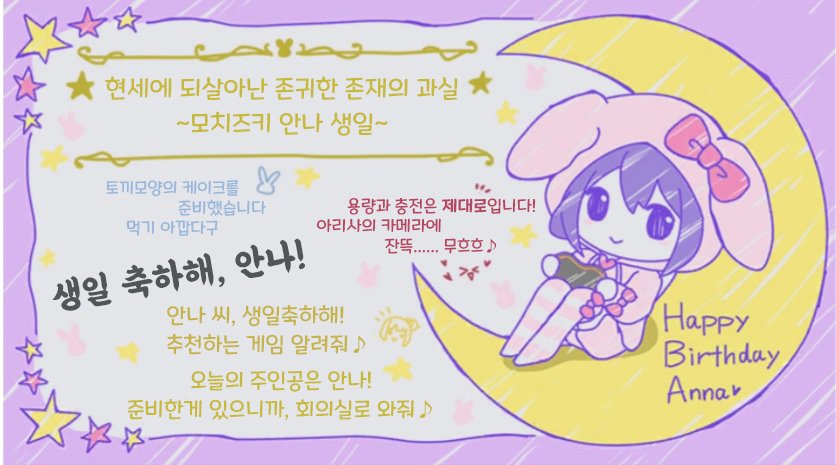 현세에 되살아난 존귀한 존재의 과실
~모치즈키 안나 생일~
토끼모양의 케이크를
준비했습니다
먹기 아깝다구
용량과 충전은 제대로입니다!
아리사의 카메라에
잔뜩...... 무흐흐♪
생일 축하해, 안나!
안나 씨, 생일축하해!
추천하는 게임 알려줘♪
오늘의 주인공은 안나!
준비한게 있으니까, 회의실로 와줘♪
Happy
Birthday
Anna♥